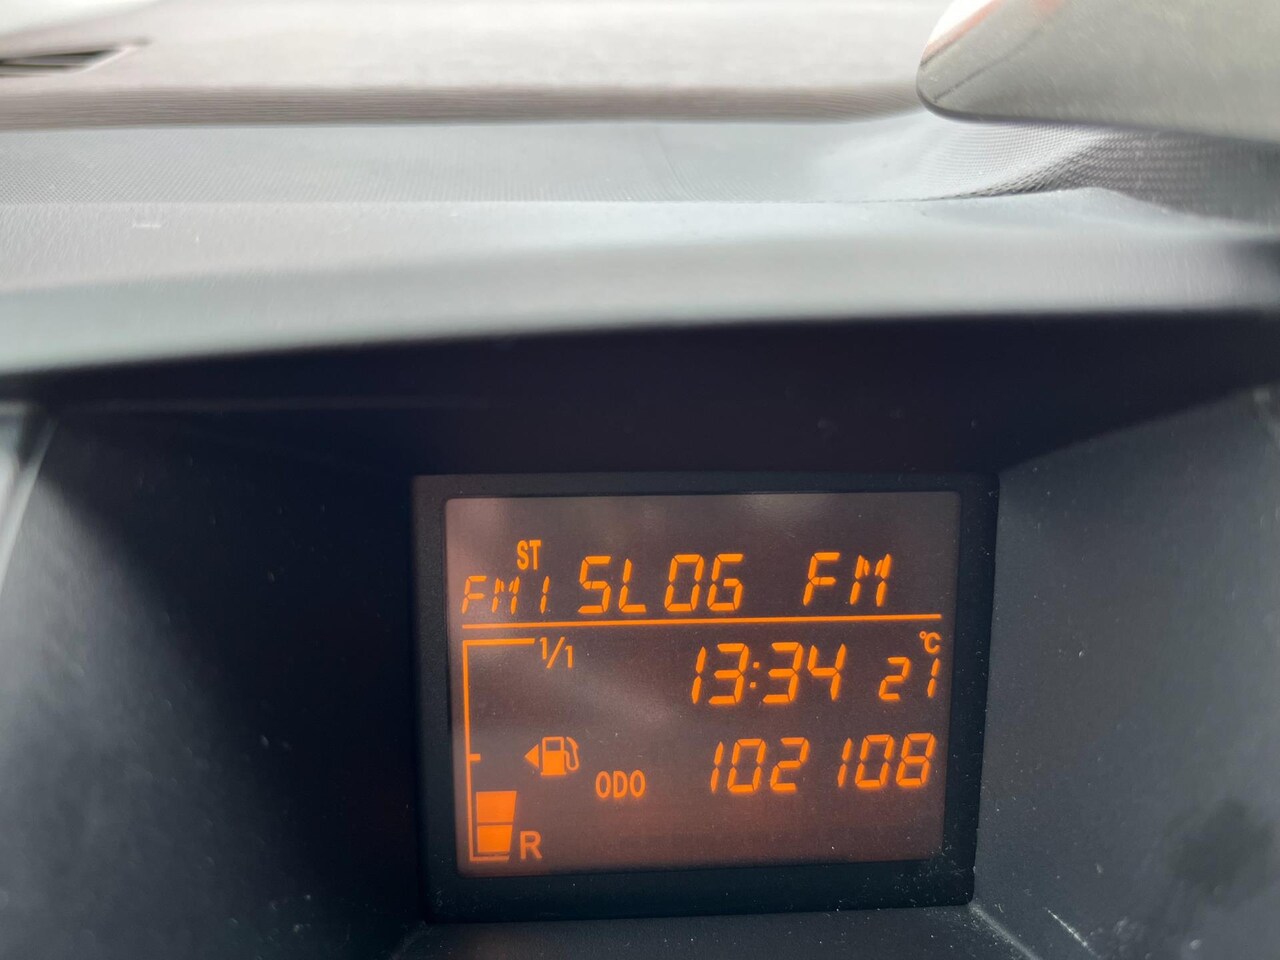 ST
FM1 SLOG FM
1/1 13:34 21 °C
ODO 102108
R